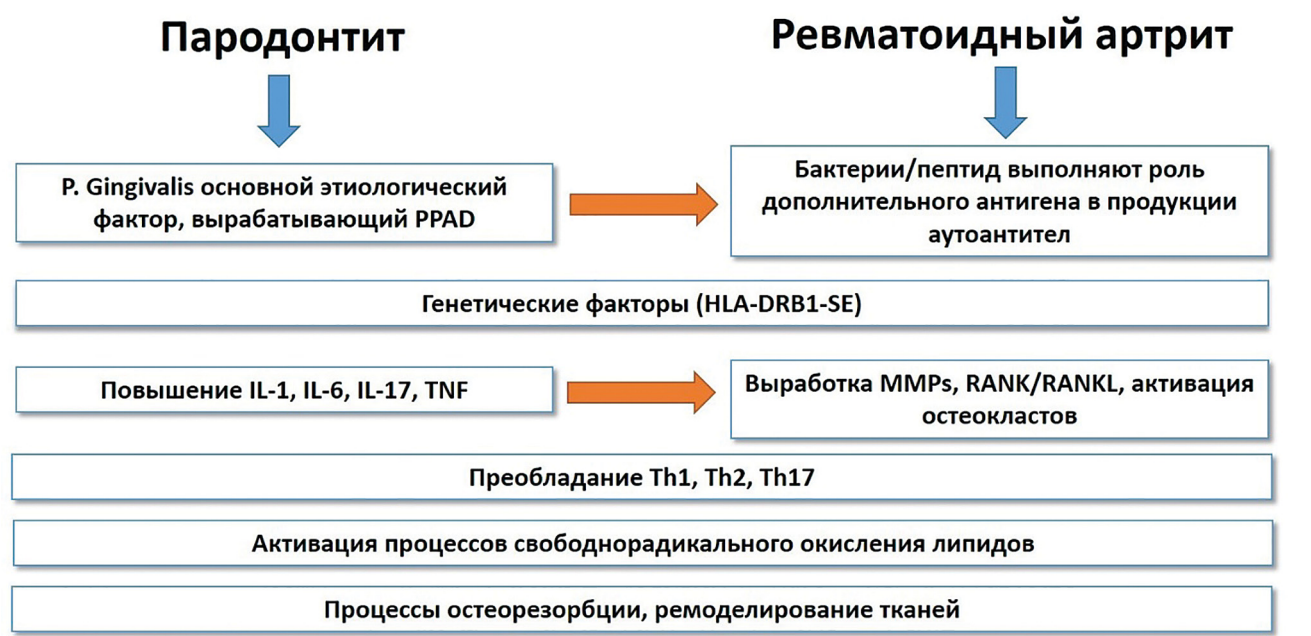 Пародонтит
Ревматоидный артрит
P. Gingivalis основной этиологический
фактор, вырабатывающий PPAD
Бактерии/пептид выполняют роль
дополнительного антигена в продукции
аутоантител
Генетические факторы (HLA-DRB1-SE)
Повышение IL-1, IL-6, IL-17, TNF
Выработка MMPs, RANK/RANKL, активация
остеокластов
Преобладание Th1, Th2, Th17
Активация процессов свободнорадикального окисления липидов
Процессы остеорезорбции, ремоделирование тканей